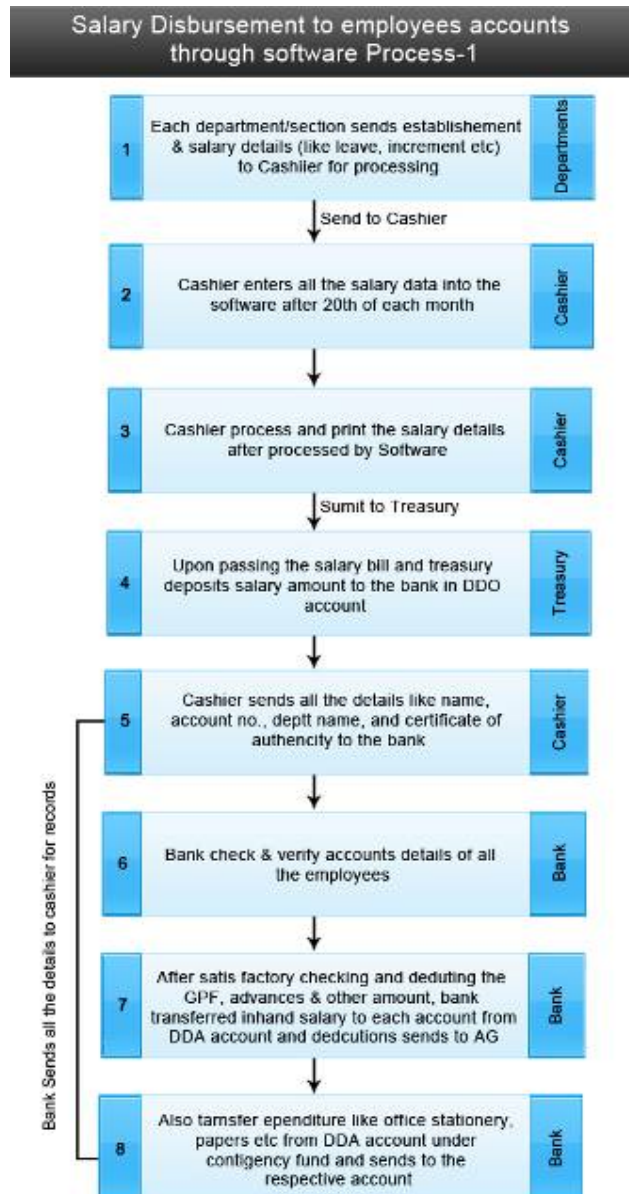 Salary Disbursement to employees accounts
through software Process-1
1
Each department/section sends establishement
& salary details (like leave, increment etc)
to Cashiier for processing
Departments
Send to Cashier
2
Cashier enters all the salary data into the
software after 20th of each month
Cashier
3
Cashier process and print the salary details
after processed by Software
Cashier
Sumit to Treasury
4
Upon passing the salary bill and treasury
deposits salary amount to the bank in DDO
account
Treasury
5
Cashier sends all the details like name,
account no., deptt name, and certificate of
authencity to the bank
Cashier
6
Bank check & verify accounts details of all
the employees
Bank
7
After satis factory checking and deduting the
GPF, advances & other amount, bank
transferred inhand salary to each account from
DDA account and dedcutions sends to AG
Bank
8
Also tamsfer ependiture like office stationery,
papers etc from DDA account under
contigency fund and sends to the
respective account
Bank
Bank Sends all the details to cashier for records